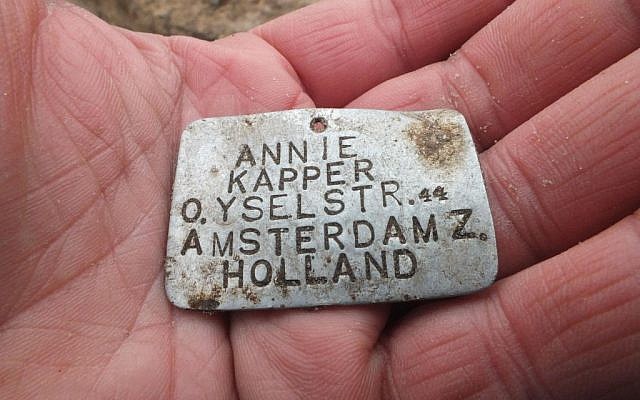 ANNIE
KAPPER
O. YSELSTR. 44
AMSTERDAM Z.
HOLLAND